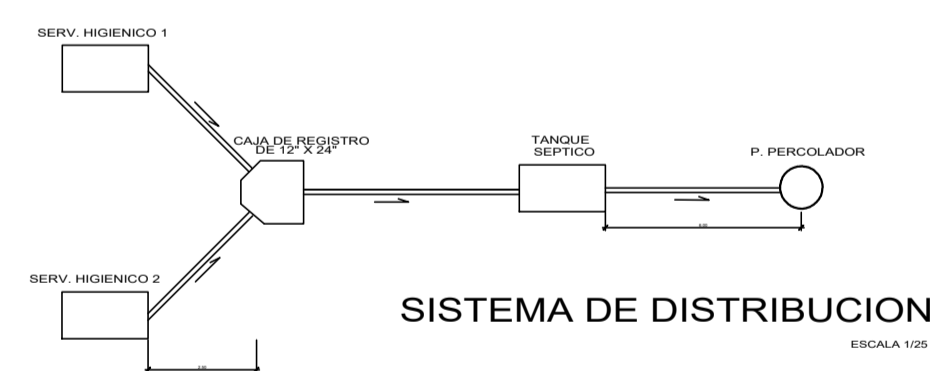 SERV. HIGIENICO 1
CAJA DE REGISTRO
DE 12" X 24"
TANQUE
SEPTICO
P. PERCOLADOR
SERV. HIGIENICO 2
SISTEMA DE DISTRIBUCION
ESCALA 1/25